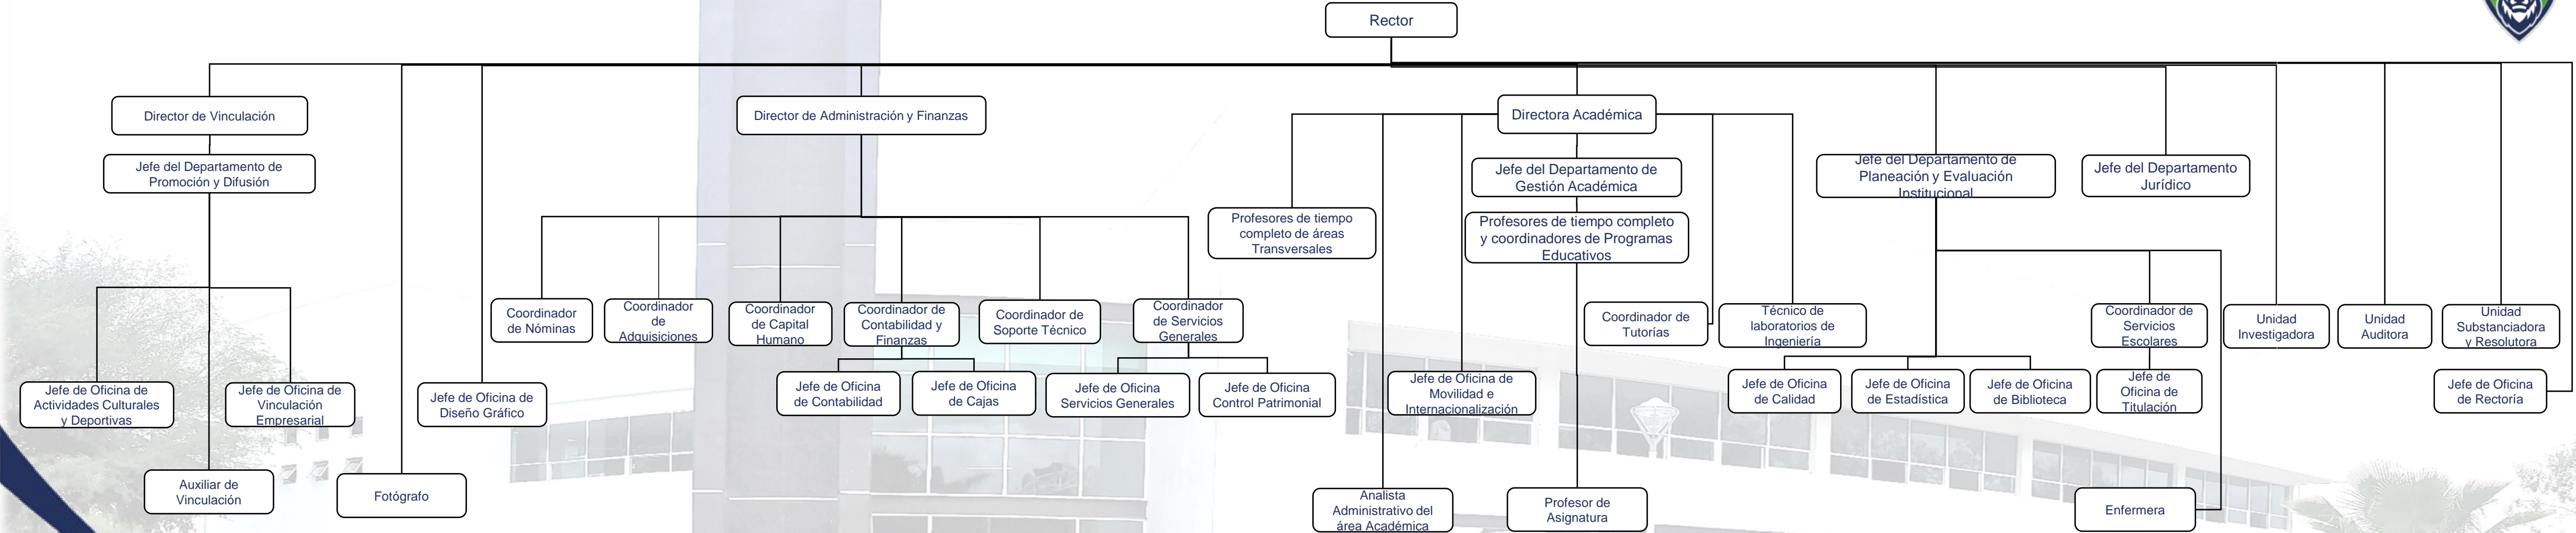 Rector
Director de Vinculación
Director de Administración y Finanzas
Directora Académica
Jefe del Departamento de
Promoción y Difusión
Jefe del Departamento de
Gestión Académica
Jefe del Departamento de
Planeación y Evaluación
Institucional
Jefe del Departamento
Jurídico
Profesores de tiempo
completo de áreas
Transversales
Profesores de tiempo completo
y coordinadores de Programas
Educativos
Coordinador
de Nóminas
Coordinador
de
Adquisiciones
Coordinador
de Capital
Humano
Coordinador de
Contabilidad y
Finanzas
Coordinador de
Soporte Técnico
Coordinador
de Servicios
Generales
Coordinador de
Tutorías
Técnico de
laboratorios de
Ingeniería
Coordinador de
Servicios
Escolares
Unidad
Investigadora
Unidad
Auditora
Unidad
Substanciadora
y Resolutora
Jefe de Oficina de
Actividades Culturales
y Deportivas
Jefe de Oficina de
Vinculación
Empresarial
Jefe de Oficina de
Diseño Gráfico
Jefe de Oficina
de Contabilidad
Jefe de Oficina
de Cajas
Jefe de Oficina
Servicios Generales
Jefe de Oficina
Control Patrimonial
Jefe de Oficina de
Movilidad e
Internacionalización
Jefe de Oficina
de Calidad
Jefe de Oficina
de Estadística
Jefe de Oficina
de Biblioteca
Jefe de
Oficina de
Titulación
Jefe de Oficina
de Rectoría
Auxiliar de
Vinculación
Fotógrafo
Analista
Administrativo del
área Académica
Profesor de
Asignatura
Enfermera